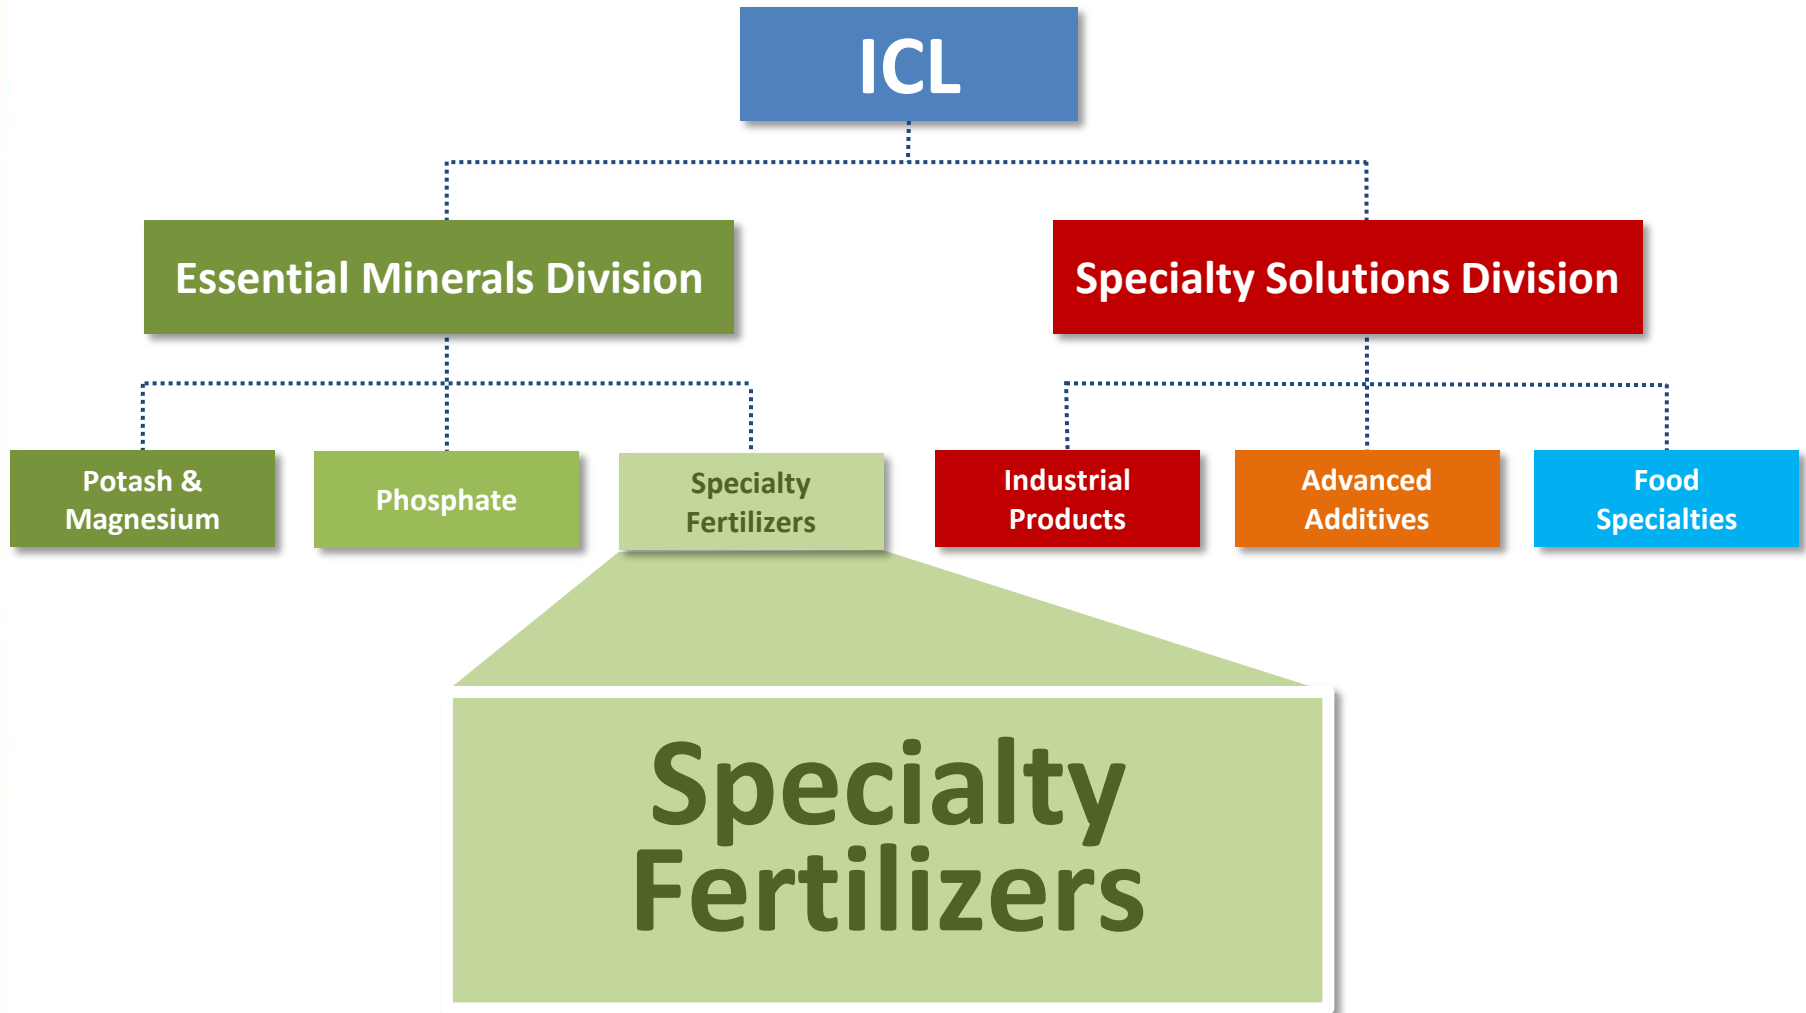 ICL
Essential Minerals Division
Specialty Solutions Division
Potash &
Magnesium
Phosphate
Specialty
Fertilizers
Industrial
Products
Advanced
Additives
Food
Specialties
Specialty
Fertilizers